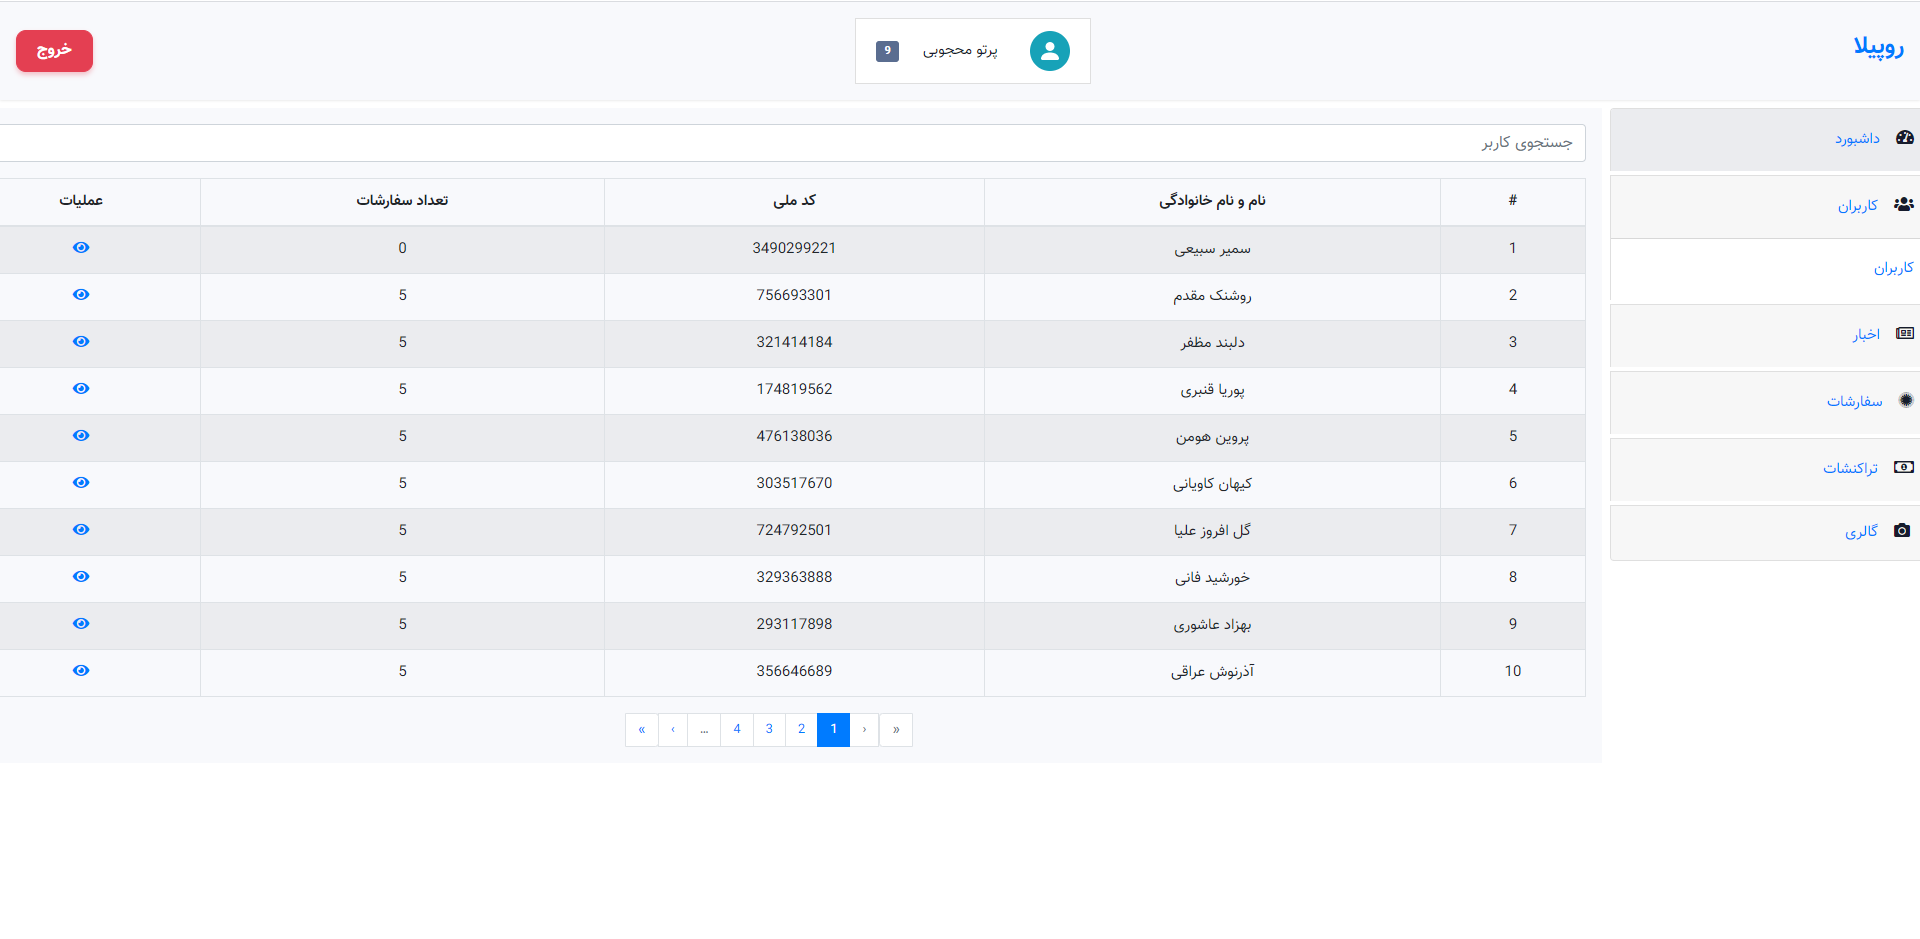 روپیلا
پرتو محجوبی 9
خروج
داشبورد
کاربران
کاربران
اخبار
سفارشات
تراکنشات
گالری
جستجوی کاربر
# نام و نام خانوادگی کد ملی تعداد سفارشات عملیات
1 سمیر سبیعی 3490299221 0
2 روشنک مقدم 756693301 5
3 دلبند مظفر 321414184 5
4 پوریا قنبری 174819562 5
5 پروین هومن 476138036 5
6 کیهان کاویانی 303517670 5
7 گل افروز علیا 724792501 5
8 خورشید فانی 329363888 5
9 بهزاد عاشوری 293117898 5
10 آذرنوش عراقی 356646689 5
« ‹ 1 2 3 4 ... › »